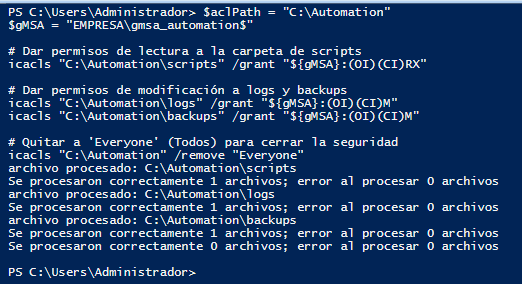 PS C:\Users\Administrador> $aclPath = "C:\Automation"
$gMSA = "EMPRESA\gmsa_automation$"
# Dar permisos de lectura a la carpeta de scripts
icacls "C:\Automation\scripts" /grant "${gMSA}:(OI)(CI)RX"
# Dar permisos de modificación a logs y backups
icacls "C:\Automation\logs" /grant "${gMSA}:(OI)(CI)M"
icacls "C:\Automation\backups" /grant "${gMSA}:(OI)(CI)M"
# Quitar a 'Everyone' (Todos) para cerrar la seguridad
icacls "C:\Automation" /remove "Everyone"
archivo procesado: C:\Automation\scripts
Se procesaron correctamente 1 archivos; error al procesar 0 archivos
archivo procesado: C:\Automation\logs
Se procesaron correctamente 1 archivos; error al procesar 0 archivos
archivo procesado: C:\Automation\backups
Se procesaron correctamente 1 archivos; error al procesar 0 archivos
Se procesaron correctamente 0 archivos; error al procesar 0 archivos
PS C:\Users\Administrador>